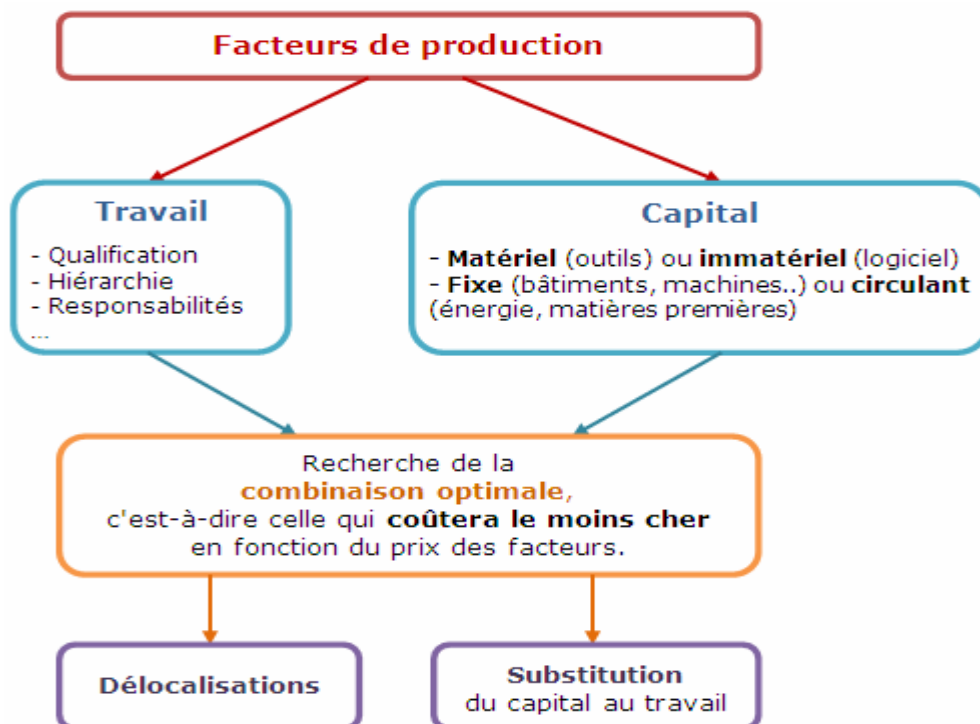 Facteurs de production
Travail
- Qualification
- Hiérarchie
- Responsabilités
...
Capital
- Matériel (outils) ou immatériel (logiciel)
- Fixe (bâtiments, machines..) ou circulant
(énergie, matières premières)
Recherche de la
combinaison optimale,
c'est-à-dire celle qui coûtera le moins cher
en fonction du prix des facteurs.
Délocalisations
Substitution
du capital au travail